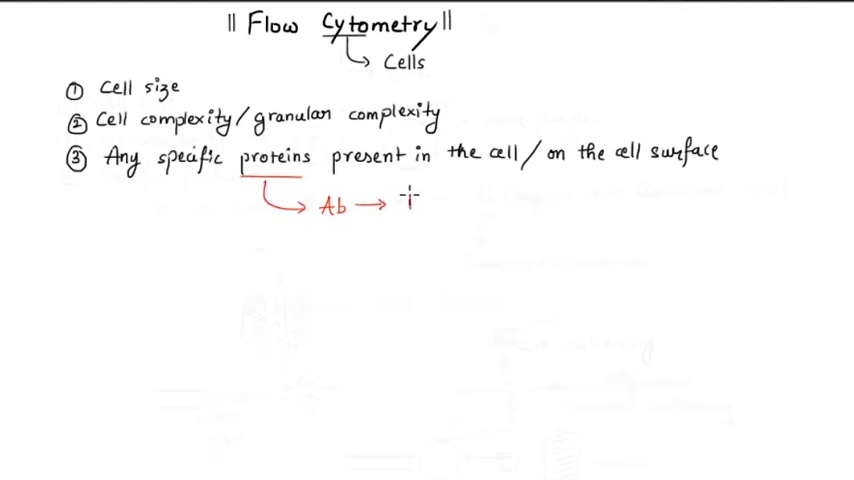 || Flow Cytometry ||
Cells
① Cell size
② Cell complexity/granular complexity
③ Any specific proteins present in the cell/on the cell surface
Ab →